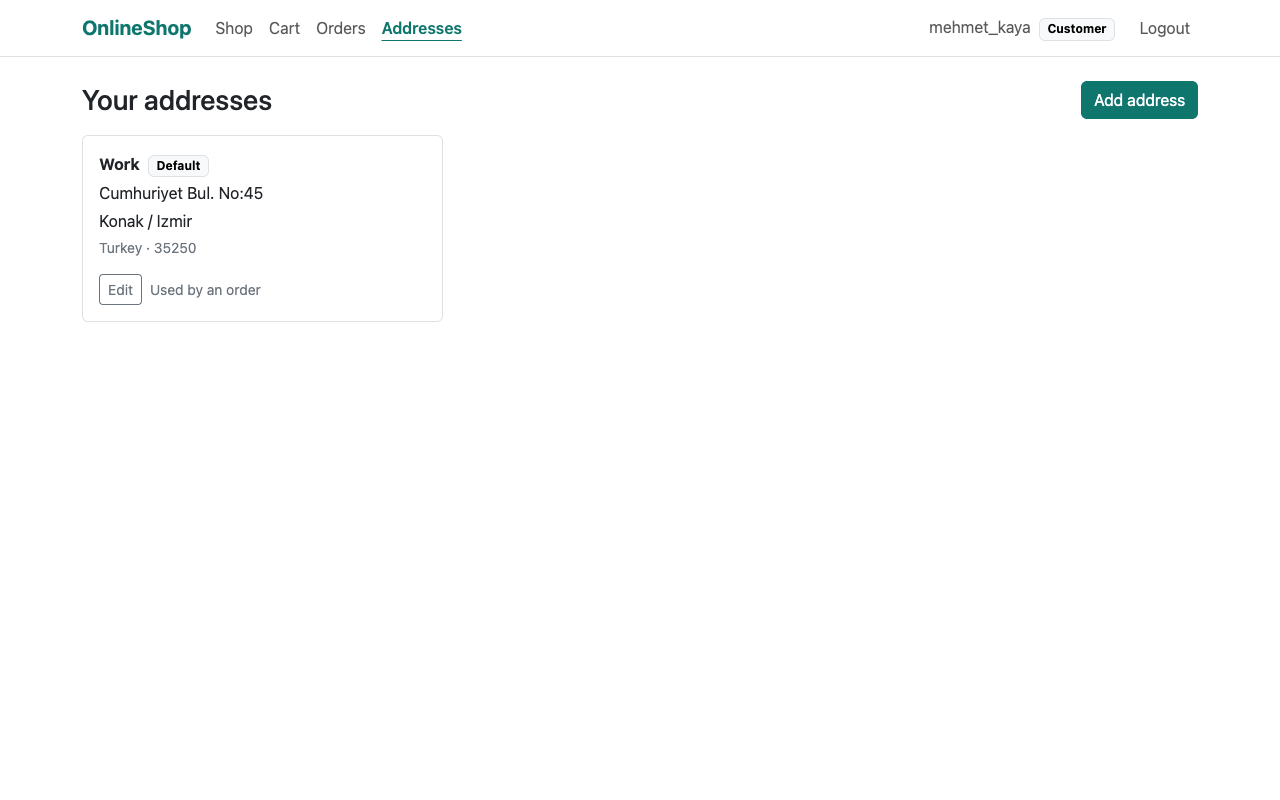 OnlineShop Shop Cart Orders Addresses mehmet_kaya Customer Logout
Your addresses Add address
Work Default
Cumhuriyet Bul. No:45
Konak / Izmir
Turkey · 35250
Edit Used by an order